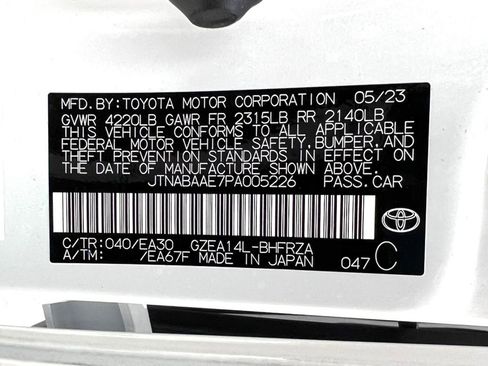 MFD.BY:TOYOTA MOTOR CORPORATION 05/23
GVWR 4220LB GAWR FR 2315LB RR 2140LB
THIS VEHICLE CONFORMS TO ALL APPLICABLE
FEDERAL MOTOR VEHICLE SAFETY, BUMPER, AND
THEFT PREVENTION STANDARDS IN EFFECT ON
THE DATE OF MANUFACTURE SHOWN ABOVE.
JTNABAAE7PA005226 PASS.CAR
C/TR:040/EA30 GZEA14L-BHFRZA
A/TM: /EA67F MADE IN JAPAN 047 C